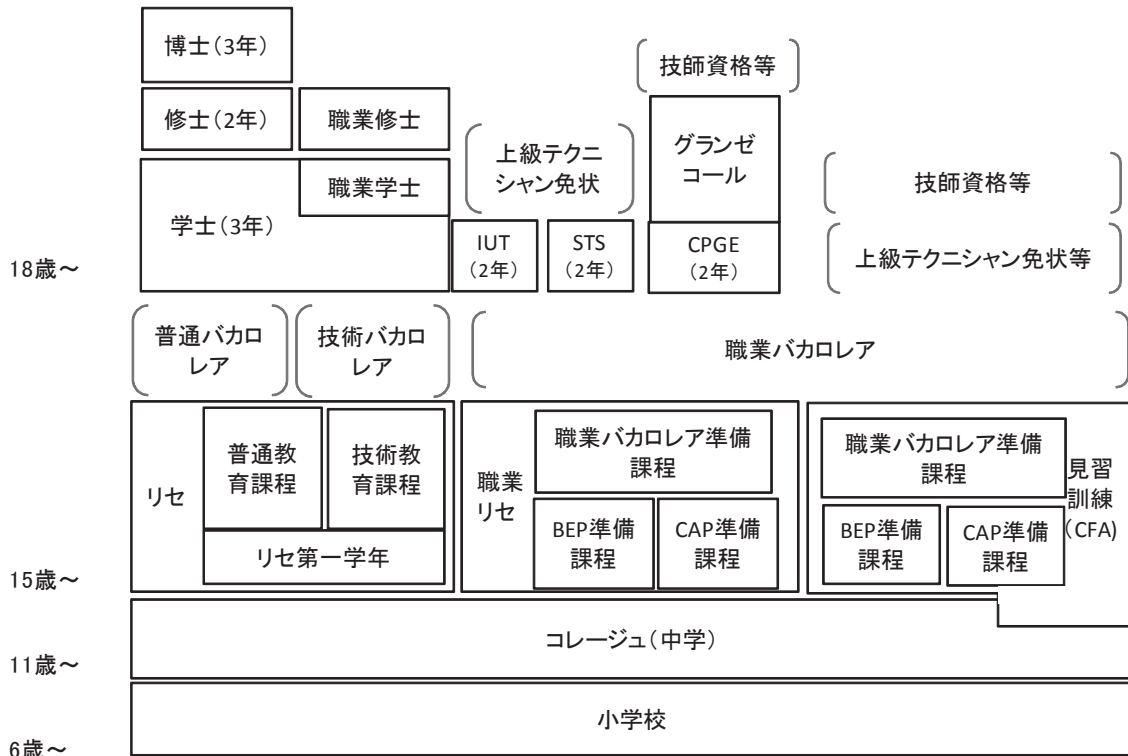 博士(3年)
技師資格等
修士(2年)
職業修士
グランゼ
コール
上級テクニ
シャン免状
職業学士
技師資格等
学士(3年)
IUT
(2年)
STS
(2年)
CPGE
(2年)
上級テクニシャン免状等
18歳～
普通バカロ
レア
技術バカロ
レア
職業バカロレア
リセ
普通教
育課程
技術教
育課程
リセ第一学年
職業
リセ
職業バカロレア準備
課程
BEP準備
課程
CAP準備
課程
職業バカロレア準備
課程
BEP準備
課程
CAP準備
課程
見習
訓練
(CFA)
15歳～
コレージュ(中学)
11歳～
小学校
6歳～